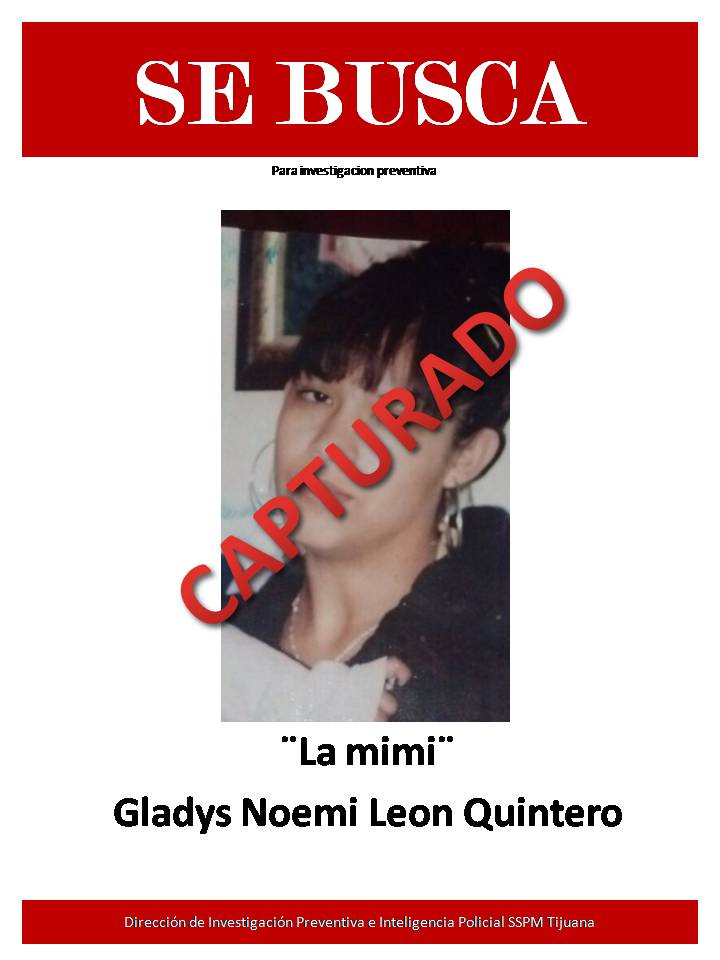 SE BUSCA
Para investigacion preventiva
CAPTURADO
¨La mimi¨
Gladys Noemi Leon Quintero
Dirección de Investigación Preventiva e Inteligencia Policial SSPM Tijuana